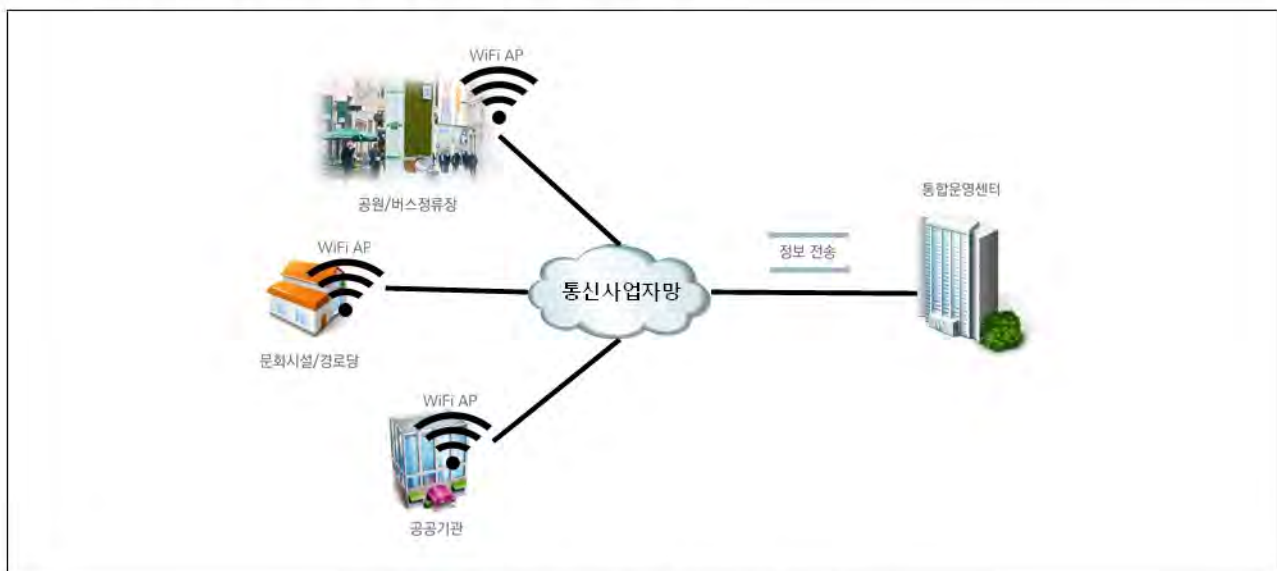 WiFi AP
공원/버스정류장
통합운영센터
WiFi AP
정보 전송
통신사업자망
문화시설/경로당
WiFi AP
공공기관